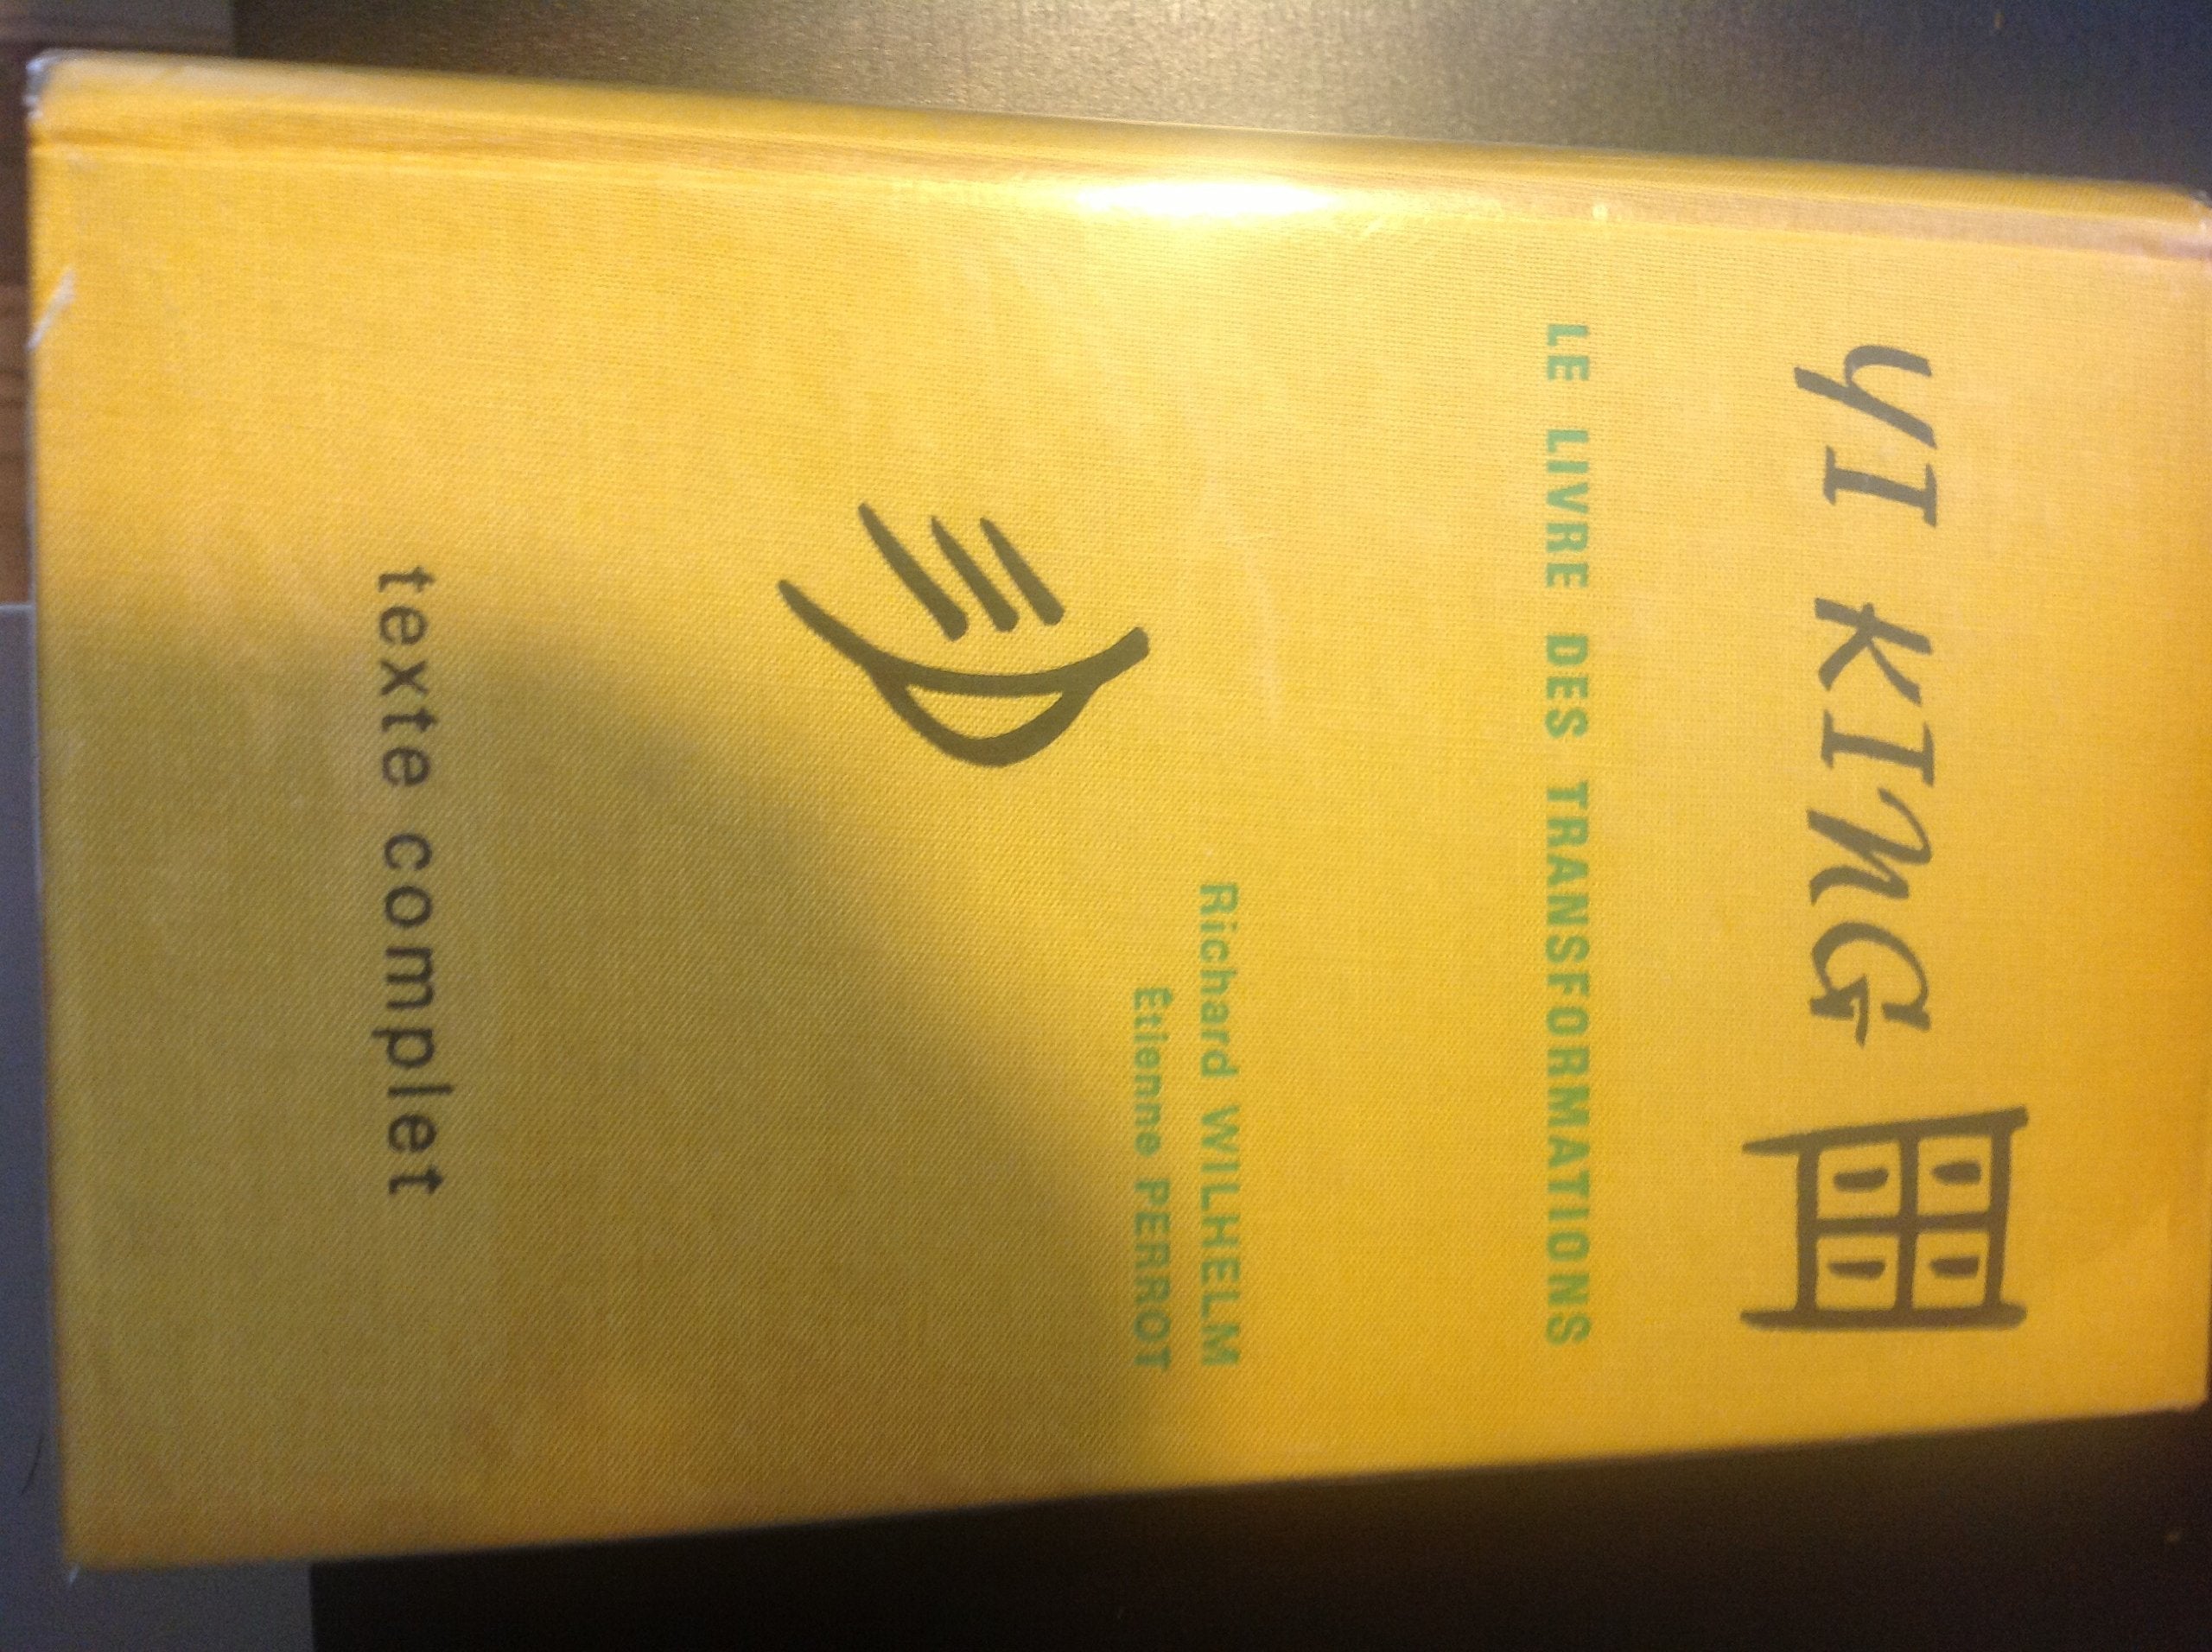 YI KING
LE LIVRE DES TRANSFORMATIONS
Richard WILHELM
Étienne PERROT
texte complet